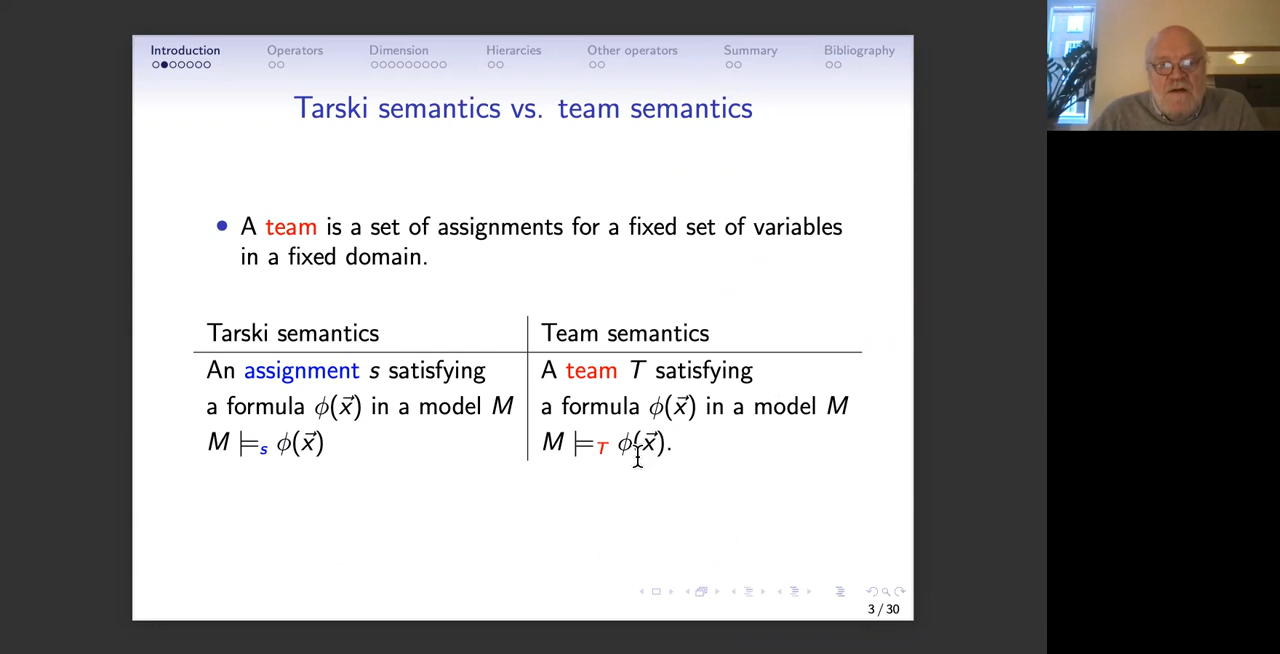 Introduction Operators Dimension Hierarcies Other operators Summary Bibliography
Tarski semantics vs. team semantics
• A team is a set of assignments for a fixed set of variables
in a fixed domain.
Tarski semantics
An assignment s satisfying
a formula ϕ(x⃗) in a model M
M ⊨ₛ ϕ(x⃗)
Team semantics
A team T satisfying
a formula ϕ(x⃗) in a model M
M ⊨_T ϕ(x⃗).
3 / 30